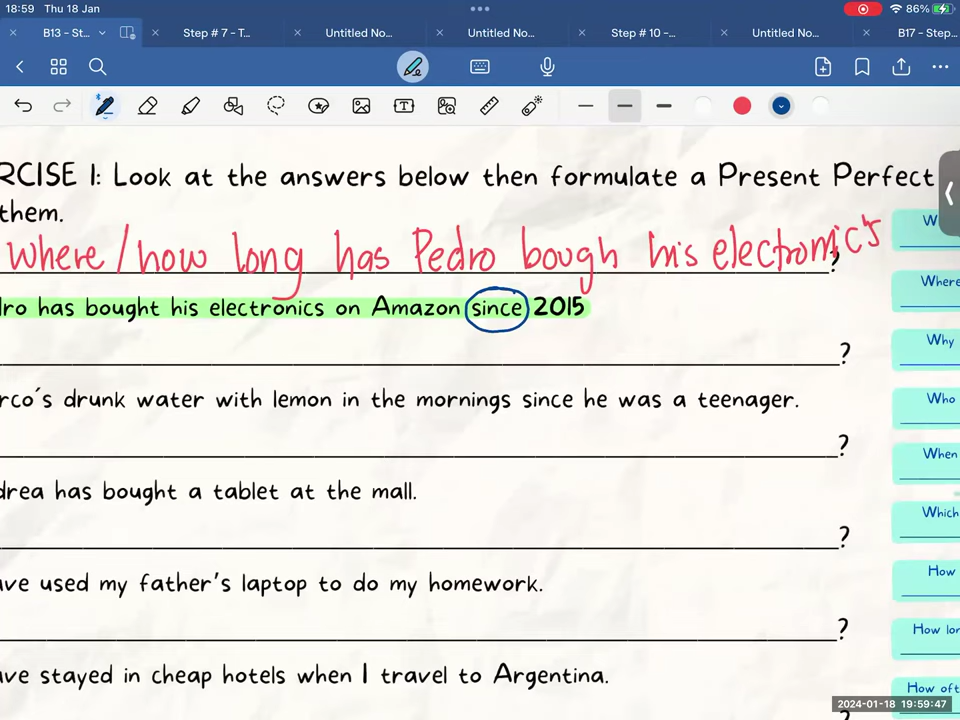 18:59 Thu 18 Jan 86%
B13 - St... Step # 7 - T... Untitled No... Untitled No... Step # 10 -... Untitled No... B17 - Step...
RCISE 1: Look at the answers below then formulate a Present Perfect
them.
Where/how long has Pedro bough his electronics?
dro has bought his electronics on Amazon since 2015
?
rco´s drunk water with lemon in the mornings since he was a teenager.
?
drea has bought a tablet at the mall.
?
ave used my father's laptop to do my homework.
?
ave stayed in cheap hotels when I travel to Argentina.
?
W
Where
Why
Who
When
Which
How
How lon
How oft
2024-01-18 19:59:47